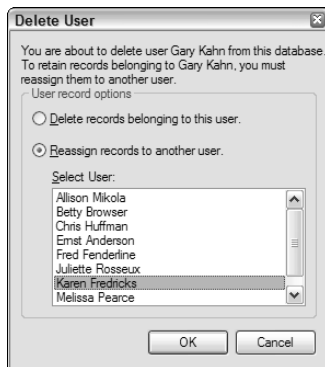 Delete User
You are about to delete user Gary Kahn from this database.
To retain records belonging to Gary Kahn, you must
reassign them to another user.
User record options
Delete records belonging to this user.
Reassign records to another user.
Select User:
Allison Mikola
Betty Browser
Chris Huffman
Ernst Anderson
Fred Fenderline
Juliette Rosseux
Karen Fredricks
Melissa Pearce
OK
Cancel